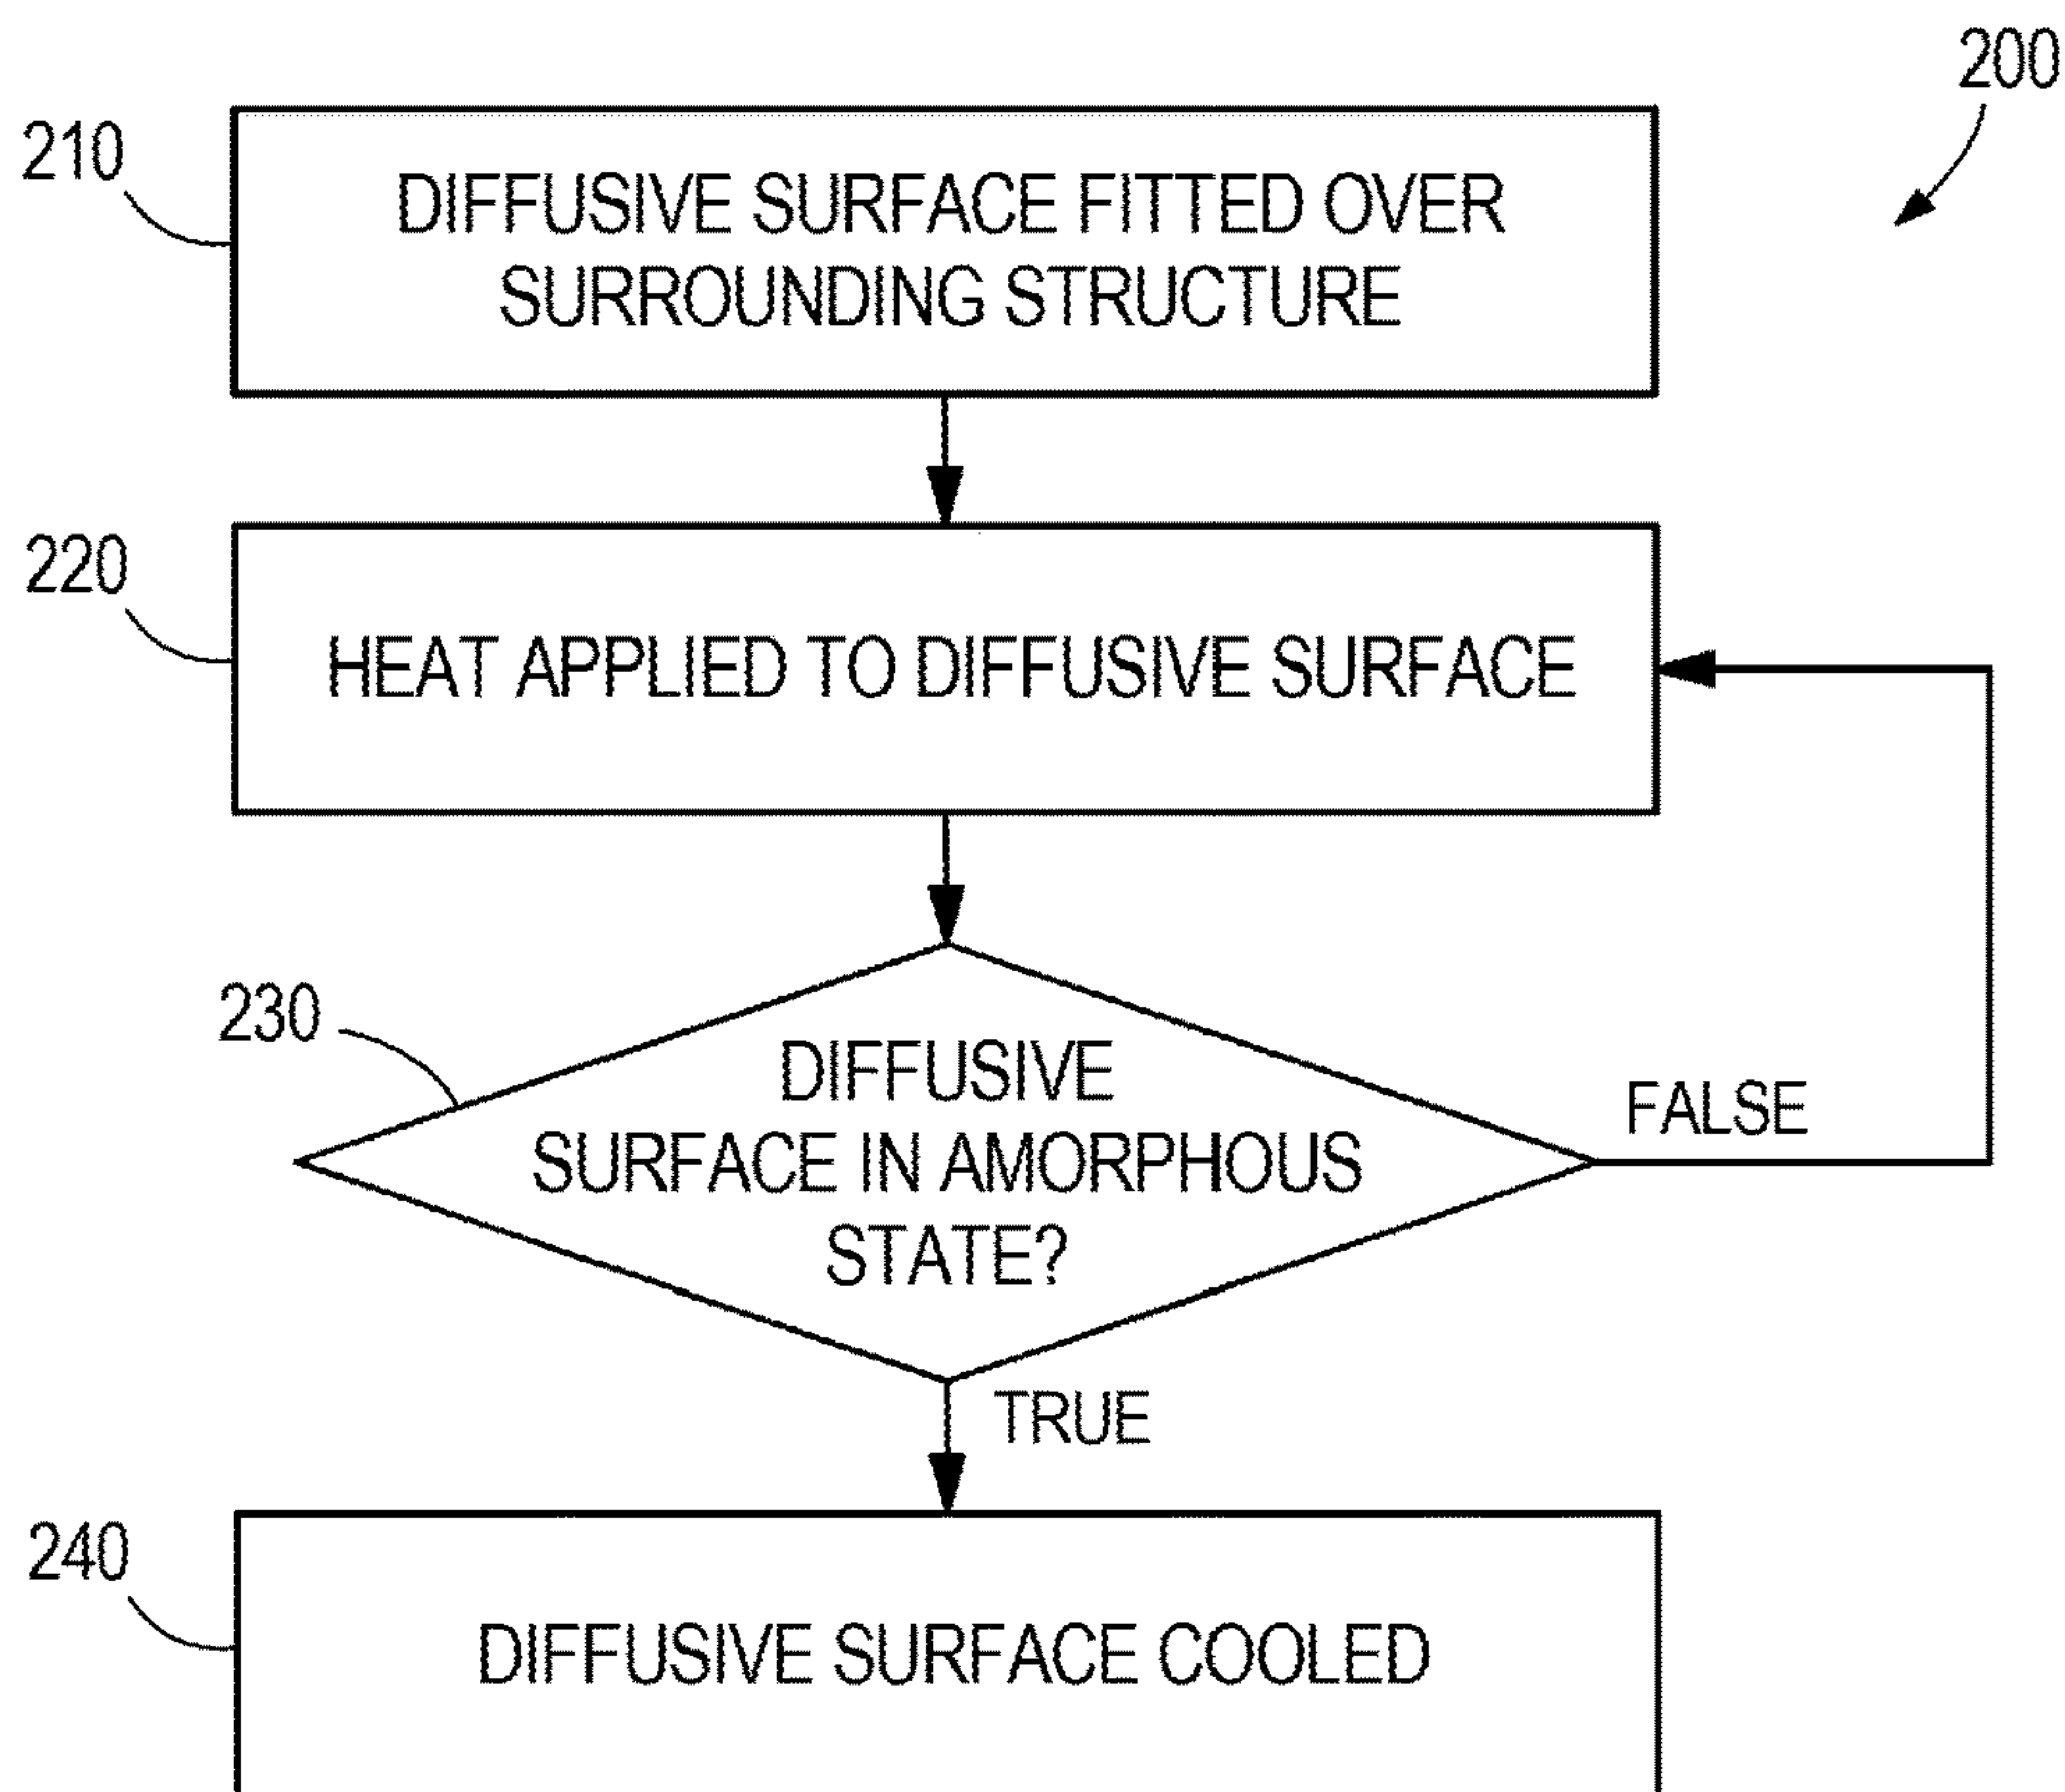 200
210
DIFFUSIVE SURFACE FITTED OVER
SURROUNDING STRUCTURE
220
HEAT APPLIED TO DIFFUSIVE SURFACE
230
DIFFUSIVE
SURFACE IN AMORPHOUS
STATE?
FALSE
TRUE
240
DIFFUSIVE SURFACE COOLED